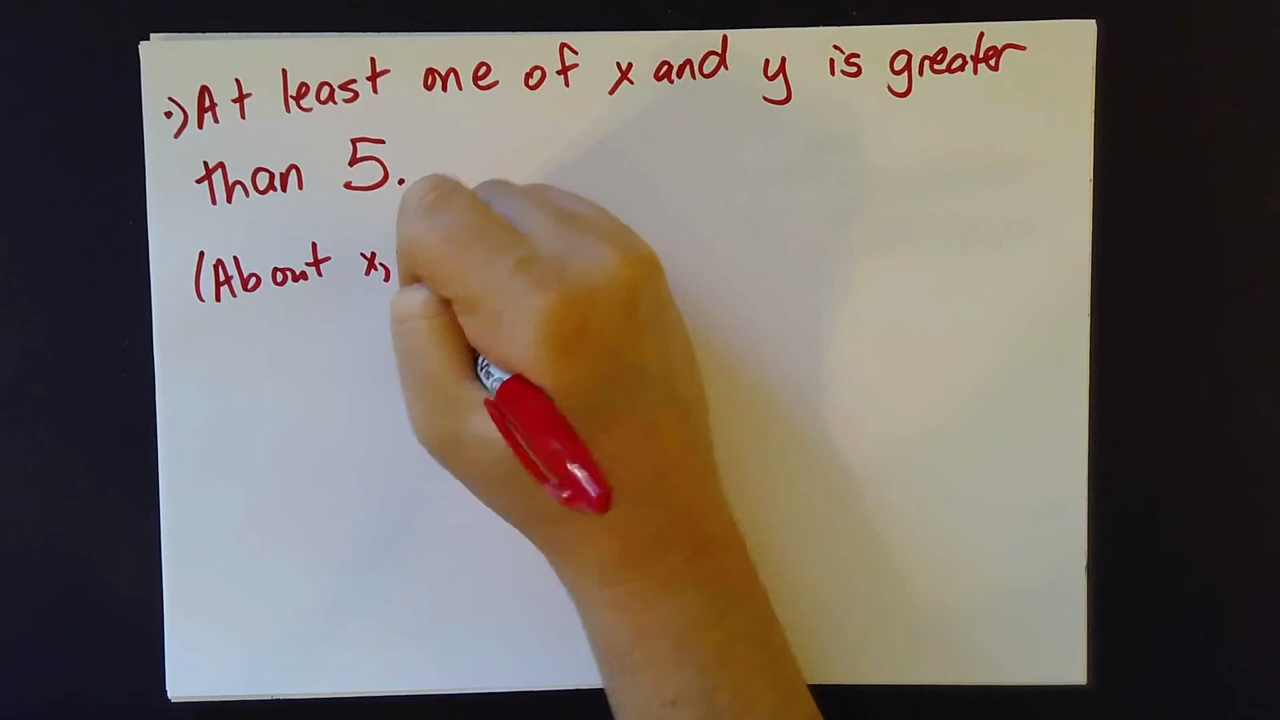 ·) At least one of x and y is greater
than 5.
(About x,